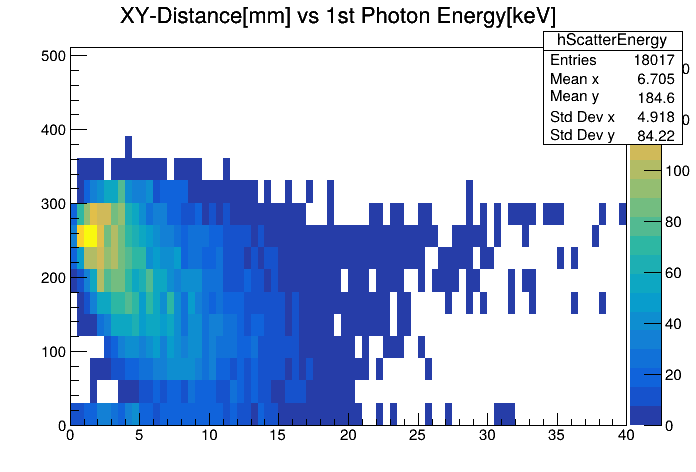 XY-Distance[mm] vs 1st Photon Energy[keV]
hScatterEnergy
Entries 18017
Mean x 6.705
Mean y 184.6
Std Dev x 4.918
Std Dev y 84.22
500
400
300
200
100
0
0 5 10 15 20 25 30 35 40
0
0
100
80
60
40
20
0